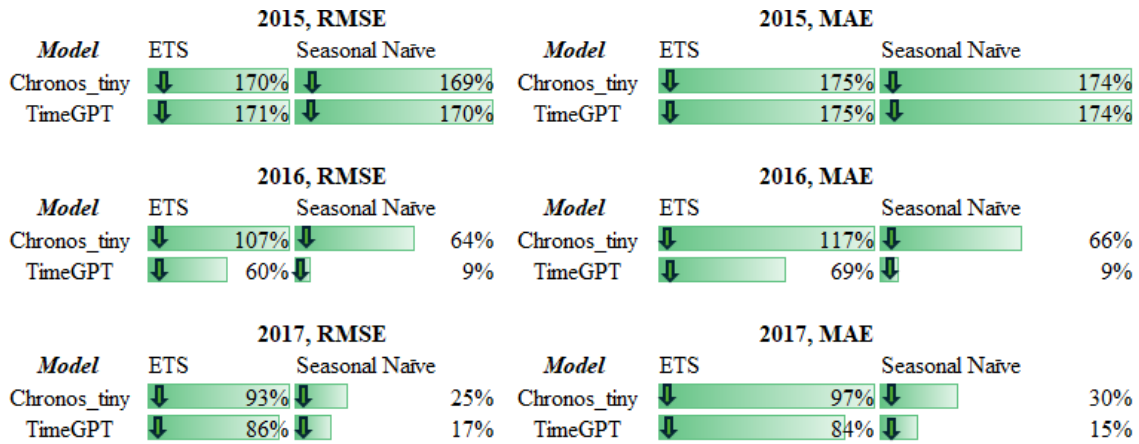 2015, RMSE 2015, MAE
Model ETS Seasonal Naïve Model ETS Seasonal Naïve
Chronos_tiny 170% 169% Chronos_tiny 175% 174%
TimeGPT 171% 170% TimeGPT 175% 174%
2016, RMSE 2016, MAE
Model ETS Seasonal Naïve Model ETS Seasonal Naïve
Chronos_tiny 107% 64% Chronos_tiny 117% 66%
TimeGPT 60% 9% TimeGPT 69% 9%
2017, RMSE 2017, MAE
Model ETS Seasonal Naïve Model ETS Seasonal Naïve
Chronos_tiny 93% 25% Chronos_tiny 97% 30%
TimeGPT 86% 17% TimeGPT 84% 15%